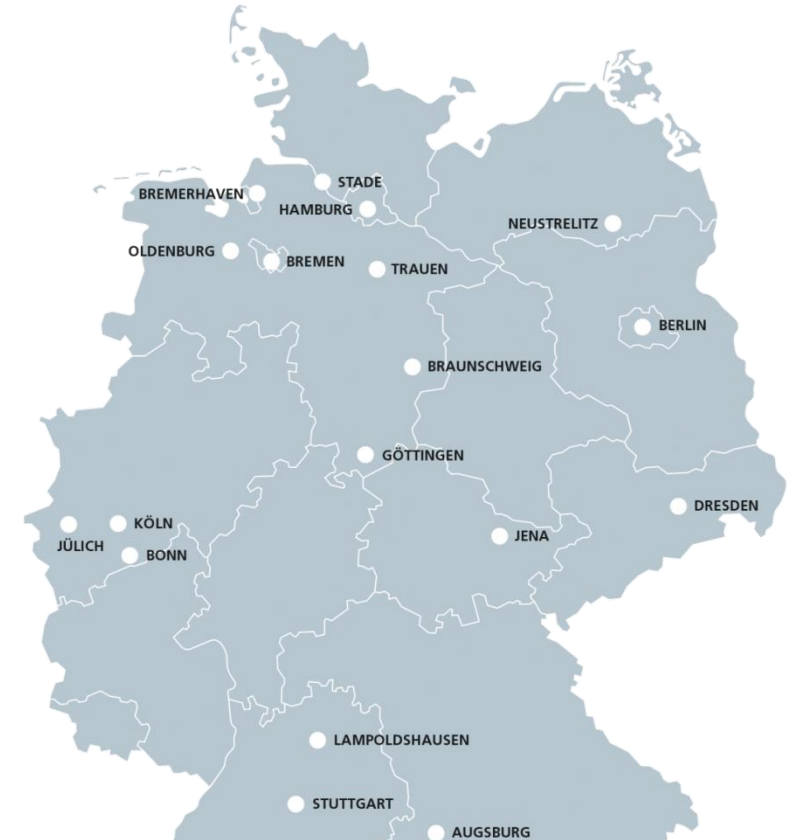 STADE
BREMERHAVEN
HAMBURG
NEUSTRELITZ
OLDENBURG
BREMEN
TRAUEN
BERLIN
BRAUNSCHWEIG
GÖTTINGEN
DRESDEN
KÖLN
JENA
JÜLICH
BONN
LAMPOLDSHAUSEN
STUTTGART
AUGSBURG